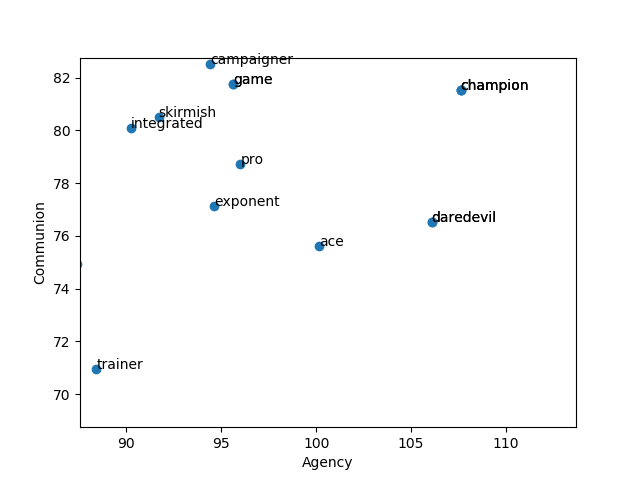 campaigner
game
champion
skirmish
integrated
pro
exponent
daredevil
ace
trainer
82
80
78
76
74
72
70
Communion
90
95
100
105
110
Agency